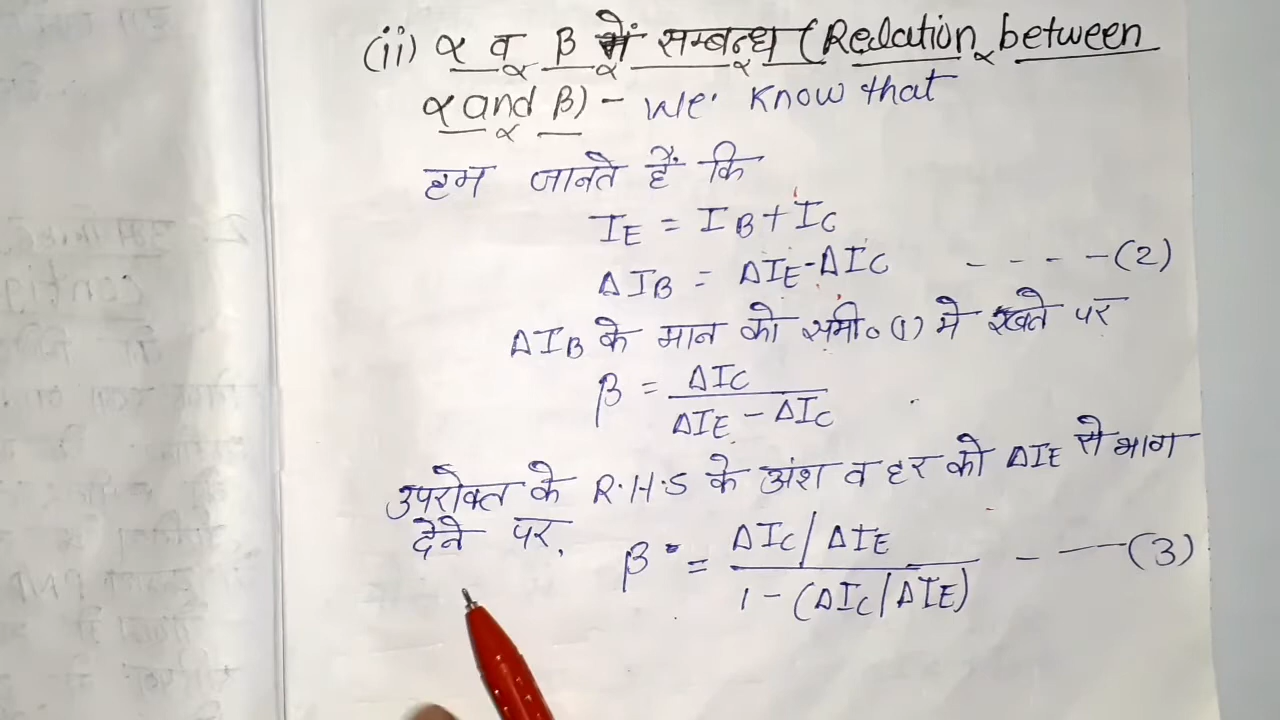 (ii) α व β में सम्बन्ध (Relation between
α and β) - We know that
हम जानते हैं कि
IE = IB + IC
ΔIB = ΔIE - ΔIC - - - - (2)
ΔIB के मान को समी० (1) मे रखते पर
β = ΔIC / ΔIE - ΔIC
उपरोक्त के R.H.S के अंश व हर को ΔIE से भाग
देने पर,
β = ΔIC / ΔIE / 1 - (ΔIC / ΔIE) - — (3)